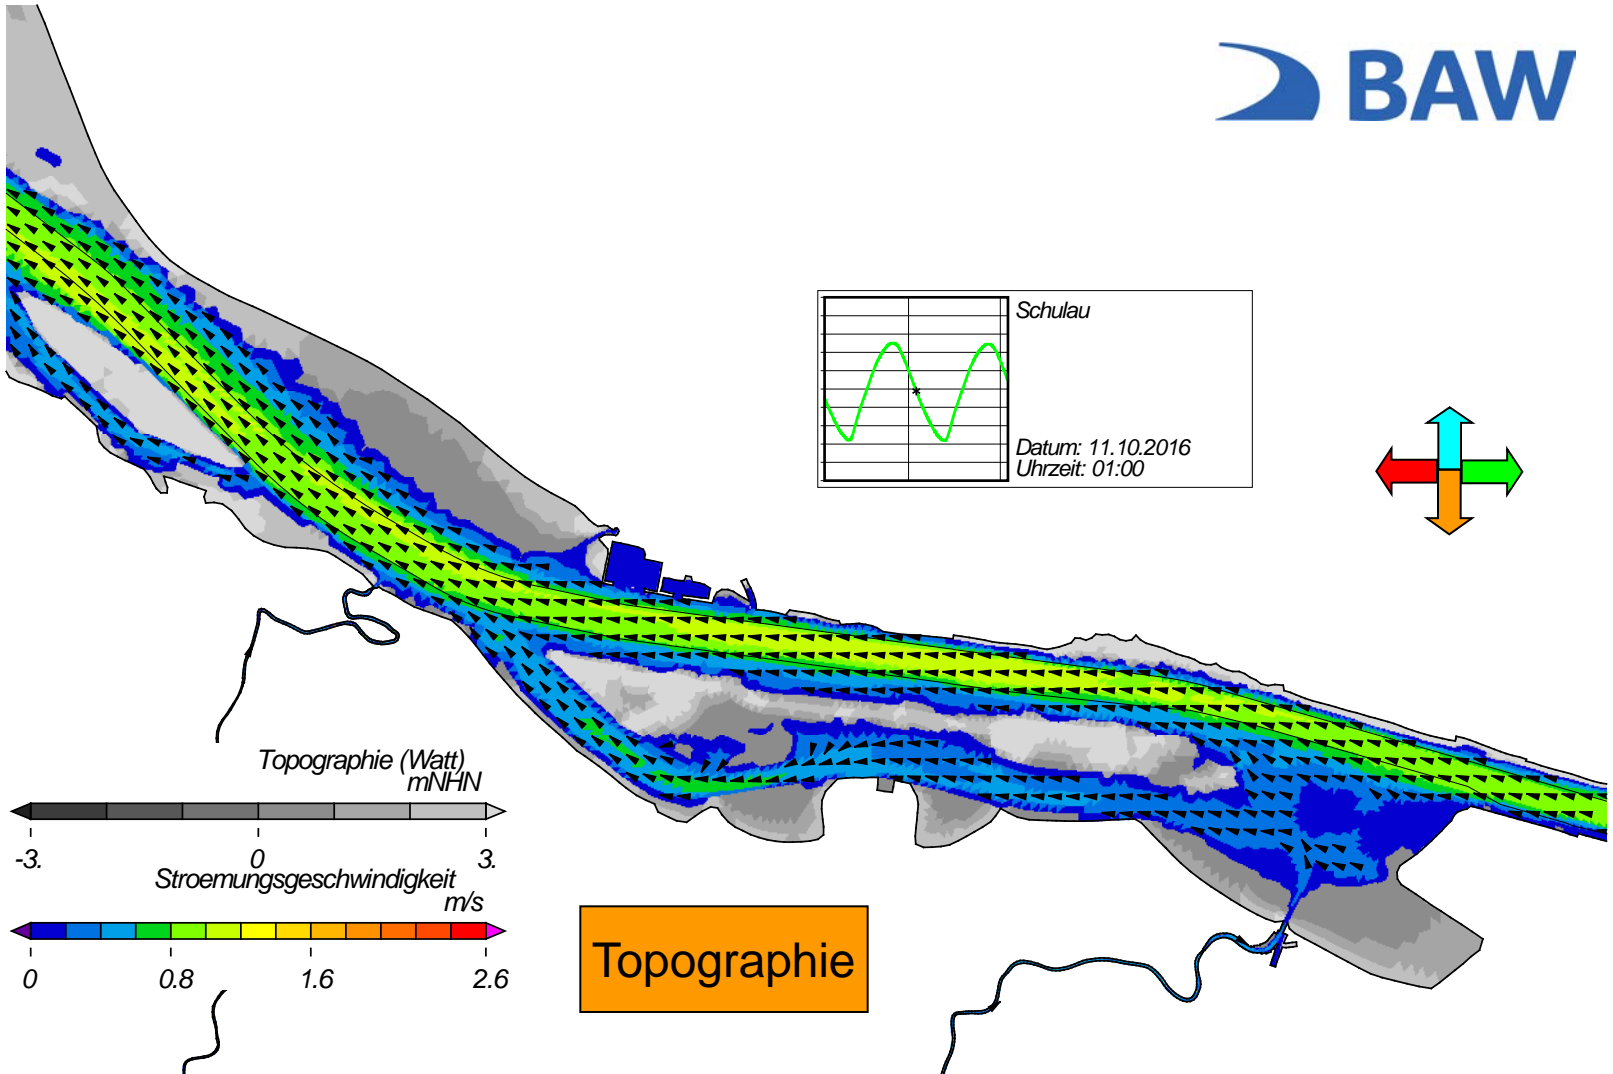 BAW
Schulau
Datum: 11.10.2016
Uhrzeit: 01:00
Topographie (Watt)
mNHN
-3. 0 3.
Stroemungsgeschwindigkeit
m/s
0 0.8 1.6 2.6
Topographie